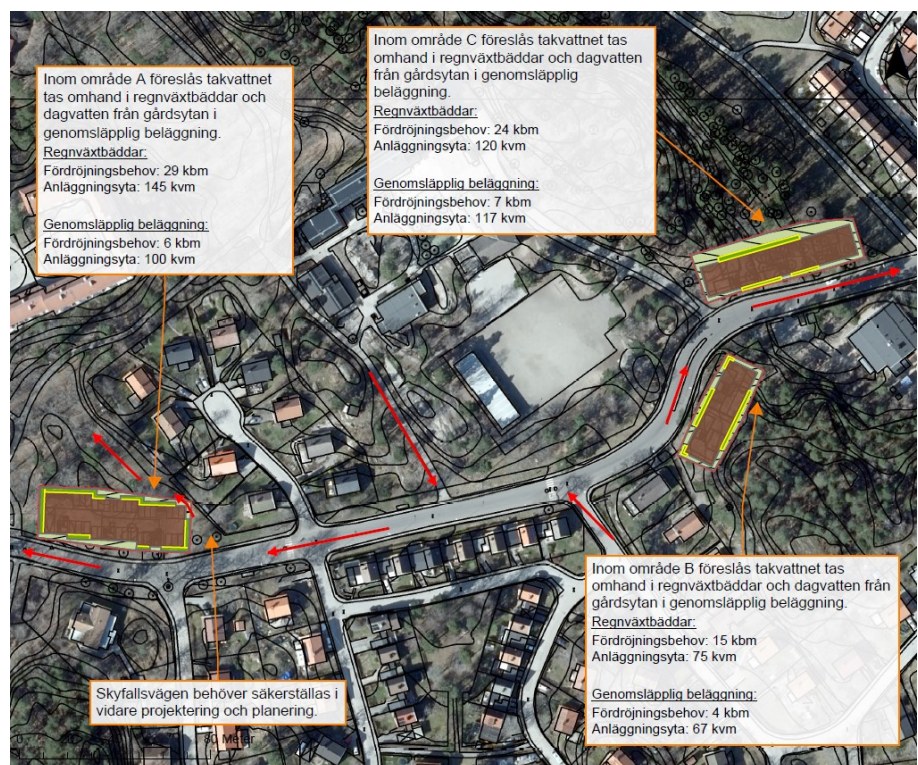 Inom område A föreslås takvattnet
tas omhand i regnväxtbäddar och
dagvatten från gårdsytan i
genomsläpplig beläggning.
Regnväxtbäddar:
Fördröjningsbehov: 29 kbm
Anläggningsyta: 145 kvm
Genomsläpplig beläggning:
Fördröjningsbehov: 6 kbm
Anläggningsyta: 100 kvm
Inom område C föreslås takvattnet tas
omhand i regnväxtbäddar och dagvatten
från gårdsytan i genomsläpplig
beläggning.
Regnväxtbäddar:
Fördröjningsbehov: 24 kbm
Anläggningsyta: 120 kvm
Genomsläpplig beläggning:
Fördröjningsbehov: 7 kbm
Anläggningsyta: 117 kvm
Inom område B föreslås takvattnet tas
omhand i regnväxtbäddar och dagvatten från
gårdsytan i genomsläpplig beläggning.
Regnväxtbäddar:
Fördröjningsbehov: 15 kbm
Anläggningsyta: 75 kvm
Genomsläpplig beläggning:
Fördröjningsbehov: 4 kbm
Anläggningsyta: 67 kvm
Skyfallsvägen behöver säkerställas i
vidare projektering och planering.
80 Meter